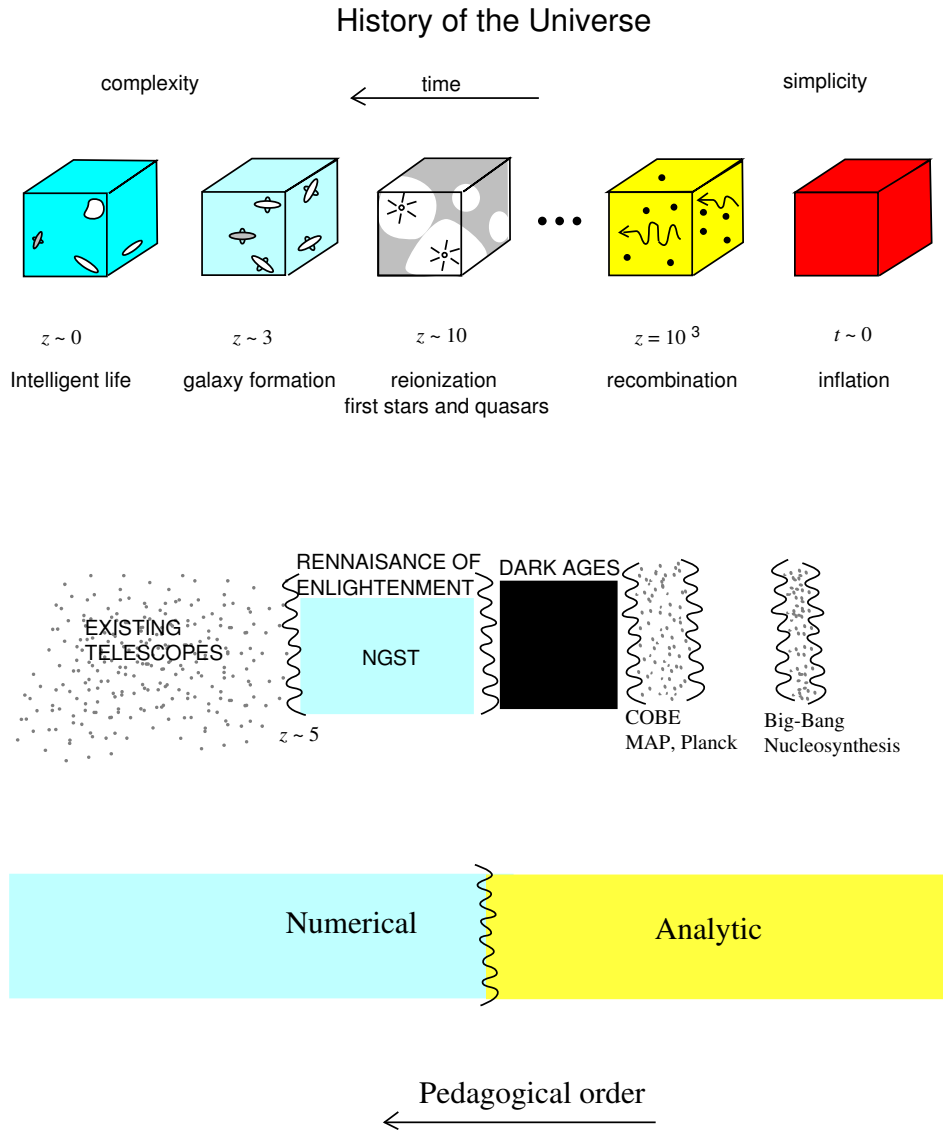 History of the Universe
complexity
time
simplicity
z ~ 0
z ~ 3
z ~ 10
z = 10 3
t ~ 0
Intelligent life
galaxy formation
reionization
first stars and quasars
recombination
inflation
EXISTING
TELESCOPES
RENNAISANCE OF
ENLIGHTENMENT
NGST
z ~ 5
DARK AGES
COBE
MAP, Planck
Big-Bang
Nucleosynthesis
Numerical
Analytic
Pedagogical order